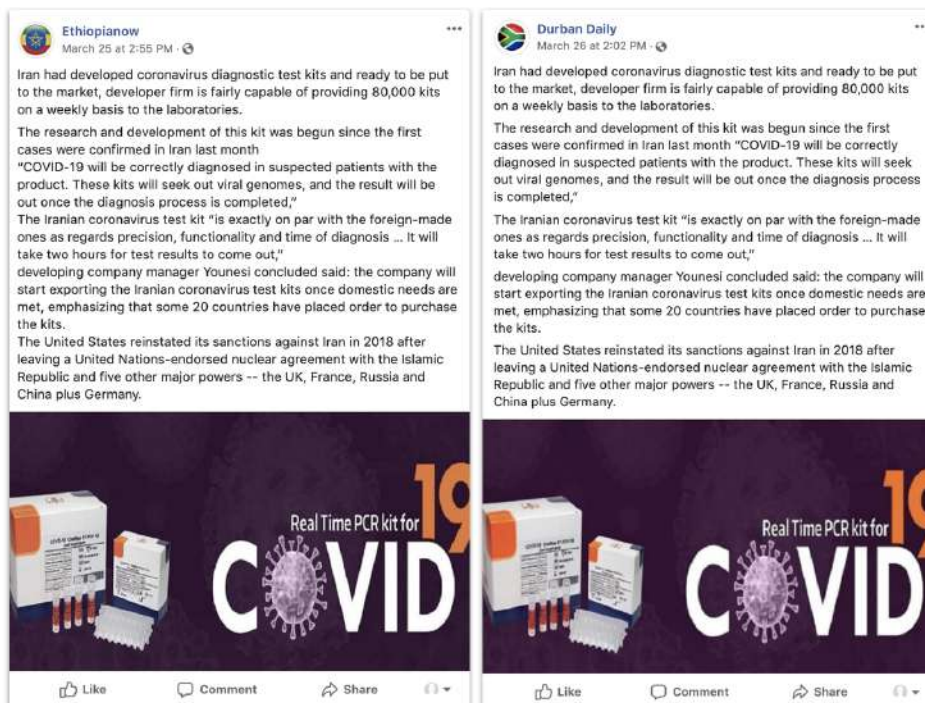 Ethiopianow
March 25 at 2:55 PM ·
Iran had developed coronavirus diagnostic test kits and ready to be put
to the market, developer firm is fairly capable of providing 80,000 kits
on a weekly basis to the laboratories.
The research and development of this kit was begun since the first
cases were confirmed in Iran last month
“COVID-19 will be correctly diagnosed in suspected patients with the
product. These kits will seek out viral genomes, and the result will be
out once the diagnosis process is completed,”
The Iranian coronavirus test kit “is exactly on par with the foreign-made
ones as regards precision, functionality and time of diagnosis ... It will
take two hours for test results to come out,”
developing company manager Younesi concluded said: the company will
start exporting the Iranian coronavirus test kits once domestic needs are
met, emphasizing that some 20 countries have placed order to purchase
the kits.
The United States reinstated its sanctions against Iran in 2018 after
leaving a United Nations-endorsed nuclear agreement with the Islamic
Republic and five other major powers -- the UK, France, Russia and
China plus Germany.
Real Time PCR kit for 19
COVID
Like Comment Share
Durban Daily
March 26 at 2:02 PM ·
Iran had developed coronavirus diagnostic test kits and ready to be put
to the market, developer firm is fairly capable of providing 80,000 kits
on a weekly basis to the laboratories.
The research and development of this kit was begun since the first
cases were confirmed in Iran last month “COVID-19 will be correctly
diagnosed in suspected patients with the product. These kits will seek
out viral genomes, and the result will be out once the diagnosis process
is completed,”
The Iranian coronavirus test kit “is exactly on par with the foreign-made
ones as regards precision, functionality and time of diagnosis ... It will
take two hours for test results to come out,”
developing company manager Younesi concluded said: the company will
start exporting the Iranian coronavirus test kits once domestic needs are
met, emphasizing that some 20 countries have placed order to purchase
the kits.
The United States reinstated its sanctions against Iran in 2018 after
leaving a United Nations-endorsed nuclear agreement with the Islamic
Republic and five other major powers -- the UK, France, Russia and
China plus Germany.
Real Time PCR kit for 19
COVID
Like Comment Share